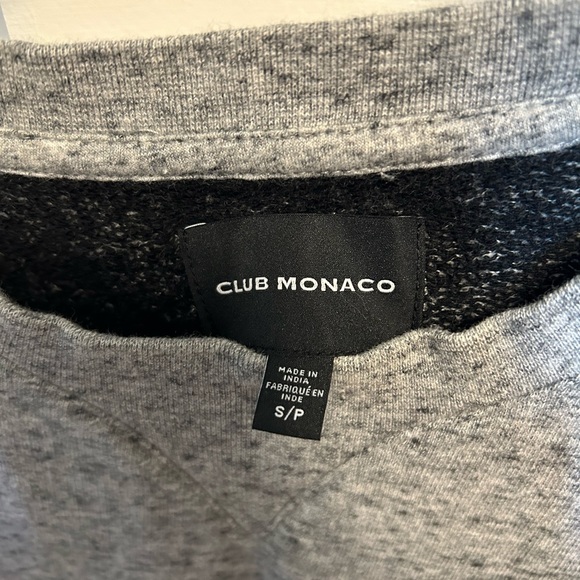 CLUB MONACO
MADE IN
INDIA
FABRIQUÉ EN
INDE
S/P